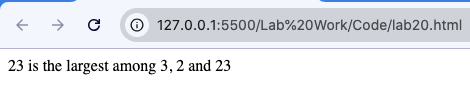 127.0.0.1:5500/Lab%20Work/Code/lab20.html
23 is the largest among 3, 2 and 23